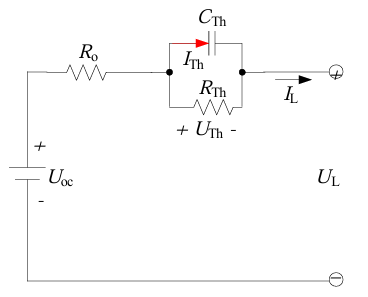 C_Th
R_o
I_Th
+
R_Th
I_L
+ U_Th -
+
U_oc
U_L
-
−